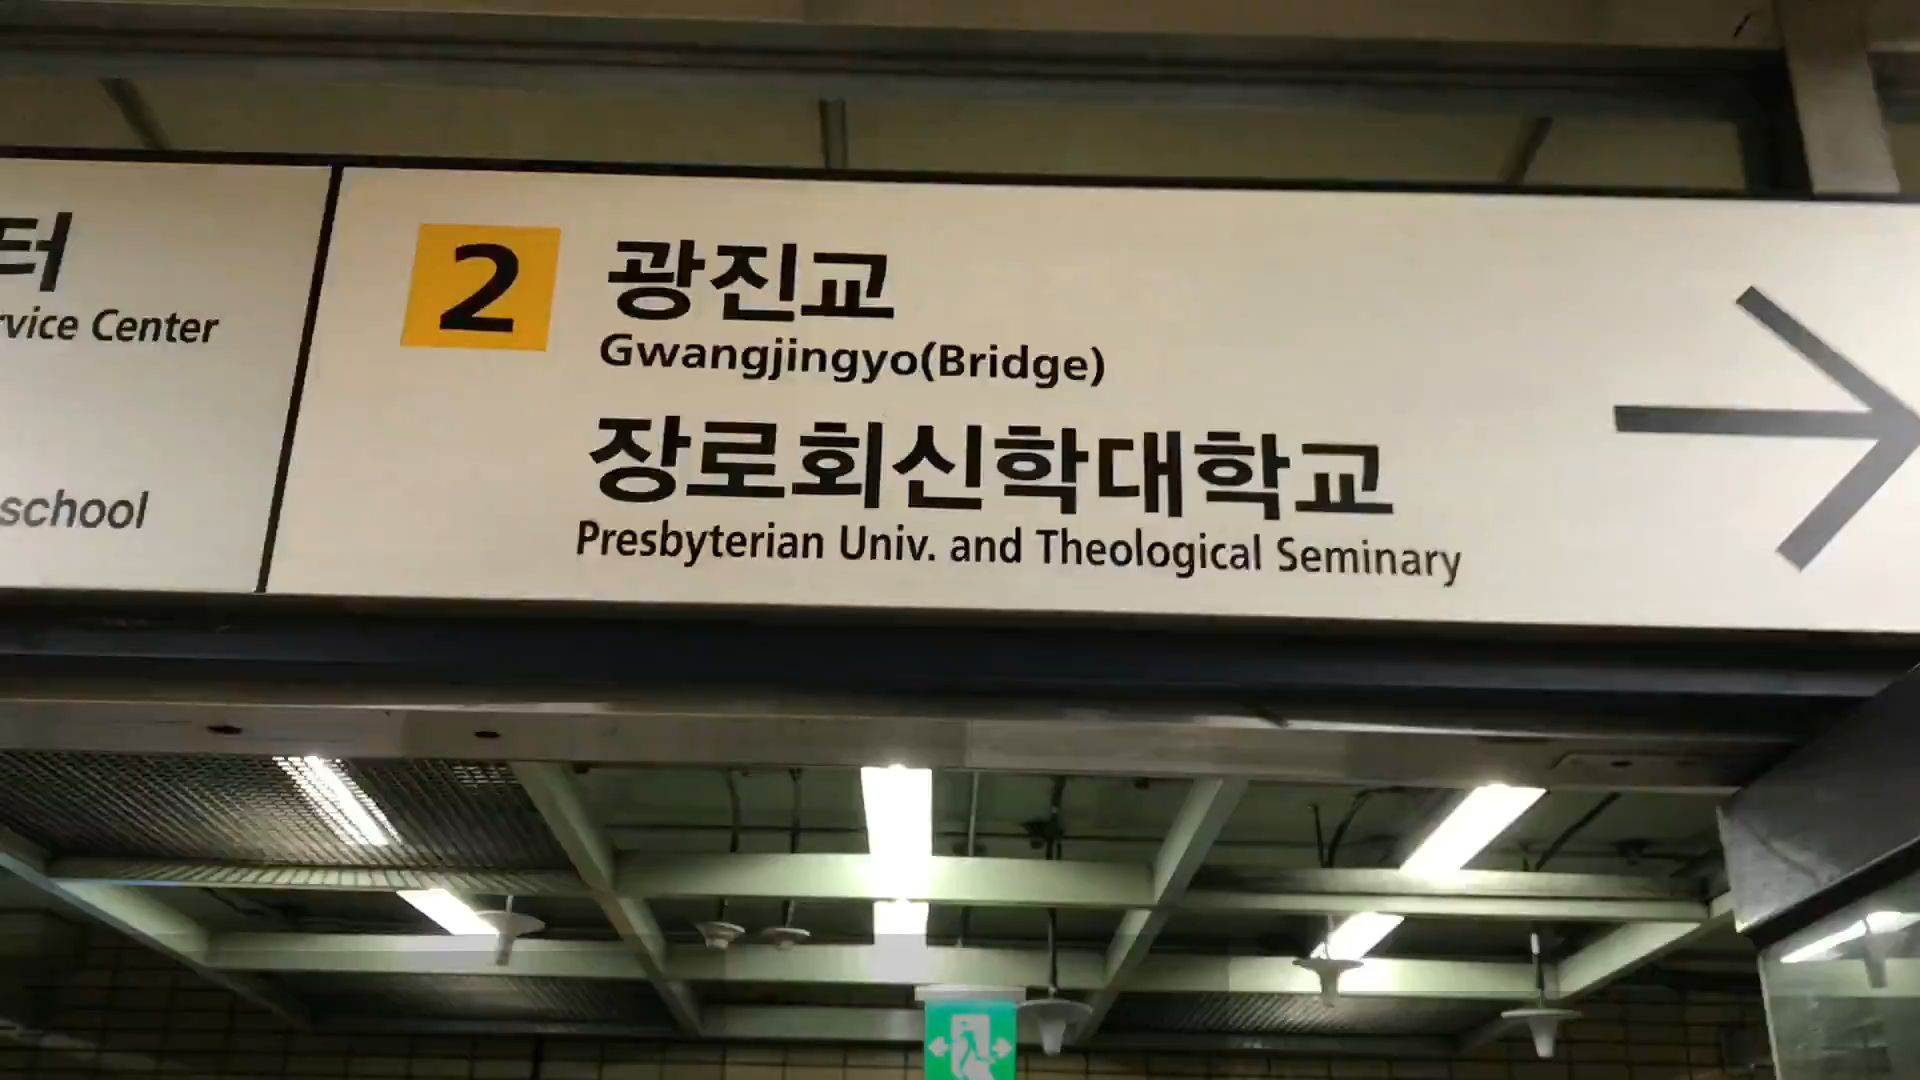 터
Service Center
school
2
광진교
Gwangjingyo(Bridge)
장로회신학대학교
Presbyterian Univ. and Theological Seminary